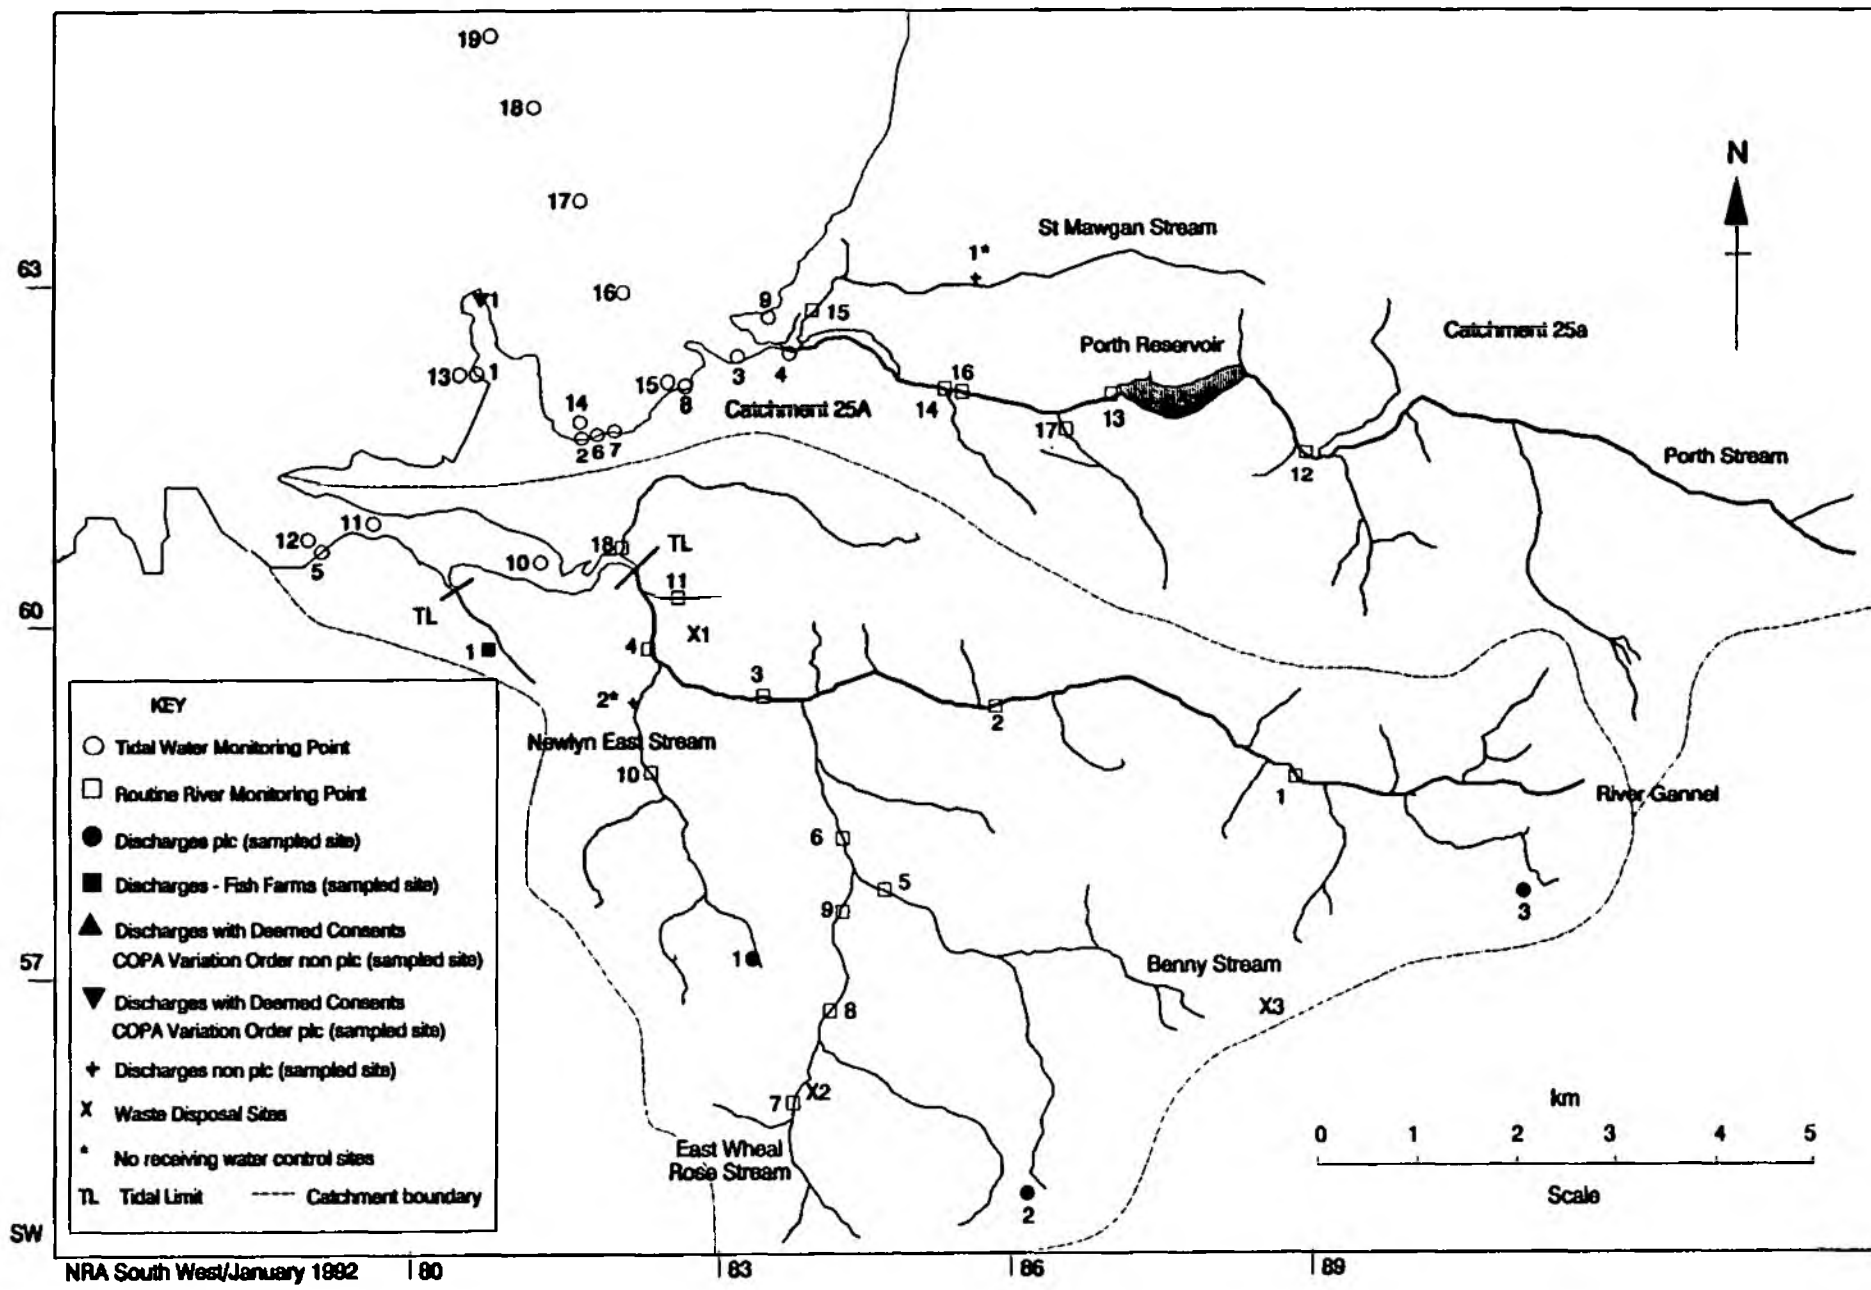 19
18
N
17
St Mawgan Stream
1*
63
1
16
9
15
Catchment 25a
Porth Reservoir
13
1
15
8
3
4
16
14
13
14
Catchment 25A
17
2
6
7
12
Porth Stream
12
11
5
10
18
TL
11
60
TL
X1
1
4
3
2*
2
KEY
Tidal Water Monitoring Point
Routine River Monitoring Point
Discharges plc (sampled site)
Discharges - Fish Farms (sampled site)
Discharges with Deemed Consents
COPA Variation Order non plc (sampled site)
Discharges with Deemed Consents
COPA Variation Order plc (sampled site)
Discharges non plc (sampled site)
X Waste Disposal Sites
* No receiving water control sites
TL Tidal Limit
Catchment boundary
Newlyn East Stream
10
1
River Gannel
6
5
9
3
57
1
Benny Stream
X3
8
X2
7
km
0 1 2 3 4 5
Scale
East Wheal
Rose Stream
2
SW
NRA South West/January 1992
80
83
86
89